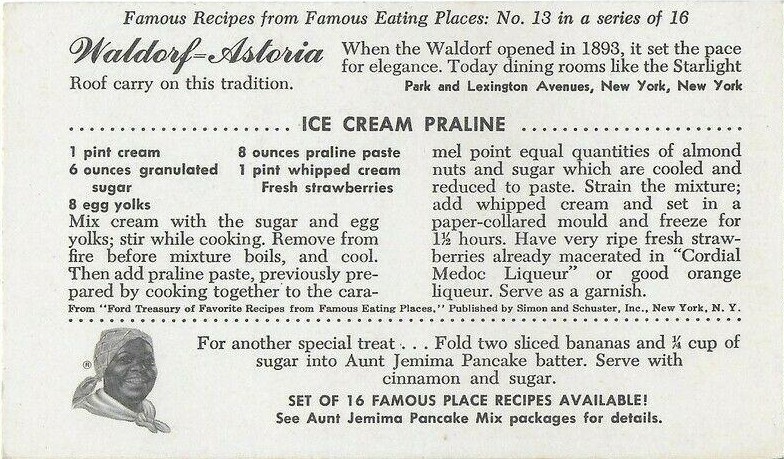 Famous Recipes from Famous Eating Places: No. 13 in a series of 16
Waldorf=Astoria
When the Waldorf opened in 1893, it set the pace
for elegance. Today dining rooms like the Starlight
Roof carry on this tradition.
Park and Lexington Avenues, New York, New York
ICE CREAM PRALINE
1 pint cream
6 ounces granulated
sugar
8 egg yolks
8 ounces praline paste
1 pint whipped cream
Fresh strawberries
Mix cream with the sugar and egg
yolks; stir while cooking. Remove from
fire before mixture boils, and cool.
Then add praline paste, previously pre-
pared by cooking together to the cara-
mel point equal quantities of almond
nuts and sugar which are cooled and
reduced to paste. Strain the mixture;
add whipped cream and set in a
paper-collared mould and freeze for
1½ hours. Have very ripe fresh straw-
berries already macerated in "Cordial
Medoc Liqueur" or good orange
liqueur. Serve as a garnish.
From "Ford Treasury of Favorite Recipes from Famous Eating Places," Published by Simon and Schuster, Inc., New York, N. Y.
®
For another special treat . . . Fold two sliced bananas and ¼ cup of
sugar into Aunt Jemima Pancake batter. Serve with
cinnamon and sugar.
SET OF 16 FAMOUS PLACE RECIPES AVAILABLE!
See Aunt Jemima Pancake Mix packages for details.